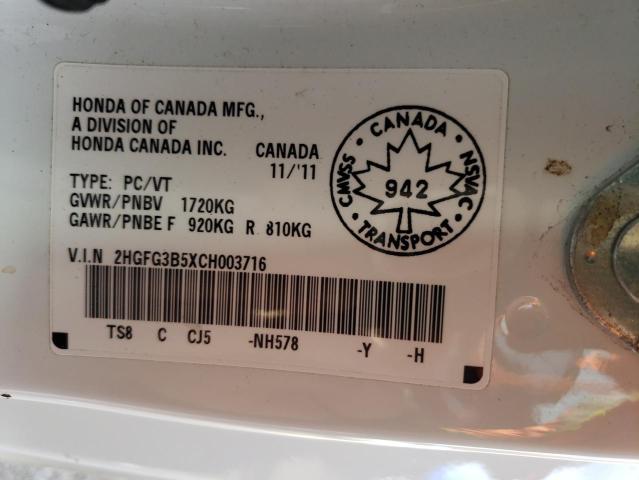 HONDA OF CANADA MFG.,
A DIVISION OF
HONDA CANADA INC. CANADA
11/'11
TYPE: PC/VT
GVWR/PNBV 1720KG
GAWR/PNBE F 920KG R 810KG
V.I.N 2HGFG3B5XCH003716
TS8 C CJ5 -NH578 -Y -H
CANADA
CMVSS · NSVAC
942
TRANSPORT